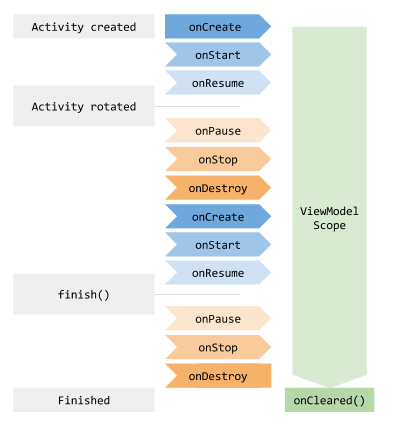 Activity created
onCreate
onStart
onResume
Activity rotated
onPause
onStop
onDestroy
onCreate
onStart
onResume
finish()
onPause
onStop
onDestroy
Finished
ViewModel
Scope
onCleared()